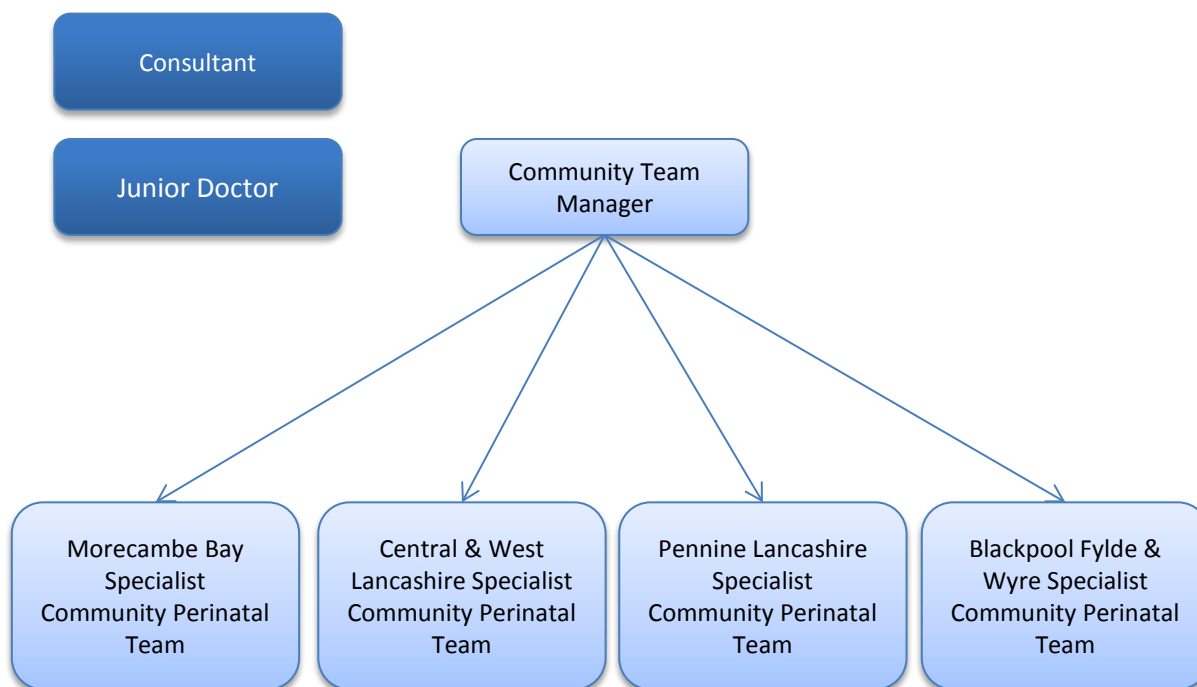 Consultant
Junior Doctor
Community Team
Manager
Morecambe Bay
Specialist
Community Perinatal
Team
Central & West
Lancashire Specialist
Community Perinatal
Team
Pennine Lancashire
Specialist
Community Perinatal
Team
Blackpool Fylde &
Wyre Specialist
Community Perinatal
Team